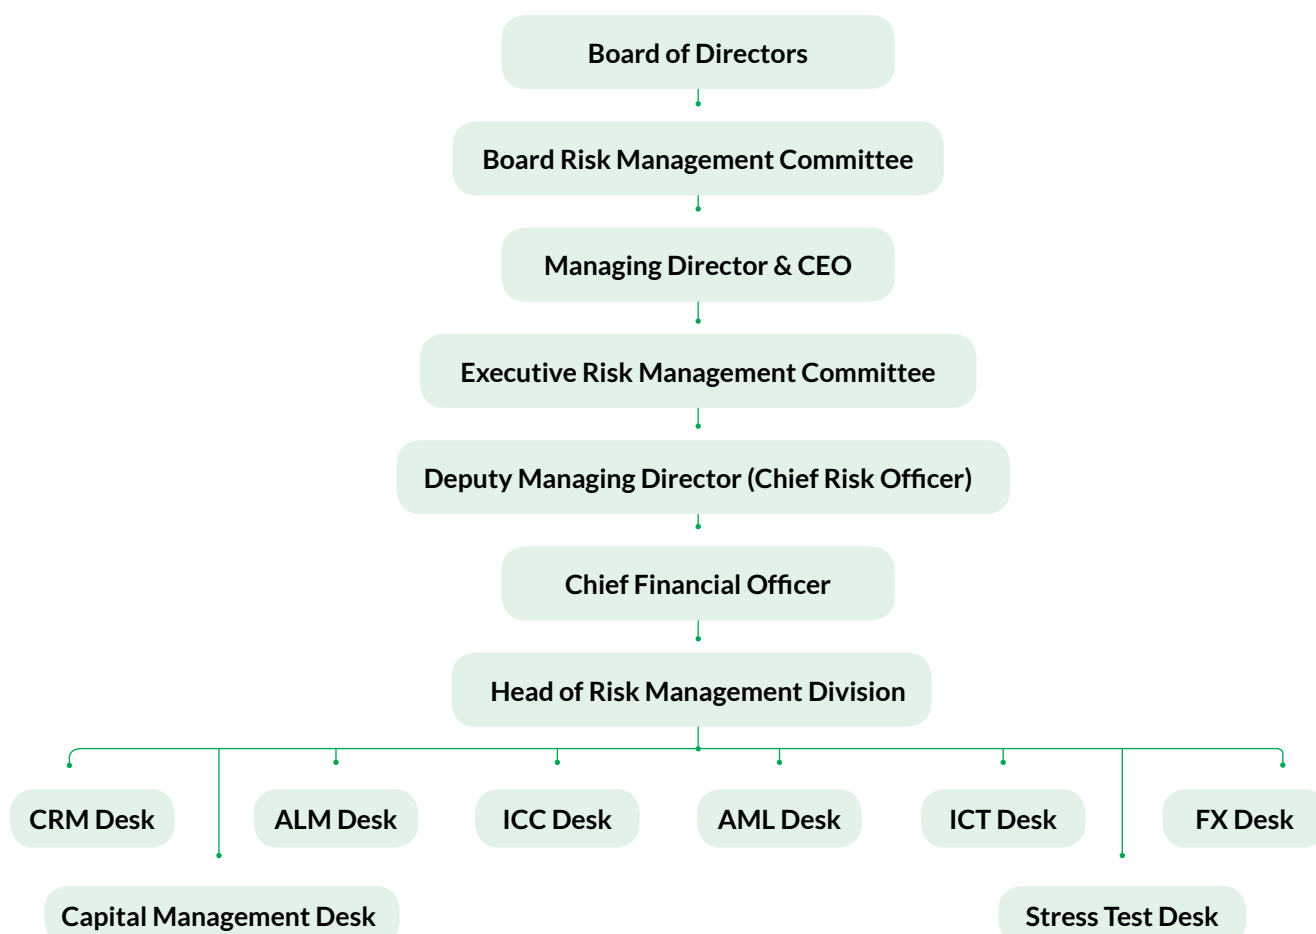 Board of Directors
Board Risk Management Committee
Managing Director & CEO
Executive Risk Management Committee
Deputy Managing Director (Chief Risk Officer)
Chief Financial Officer
Head of Risk Management Division
CRM Desk
ALM Desk
ICC Desk
AML Desk
ICT Desk
FX Desk
Capital Management Desk
Stress Test Desk